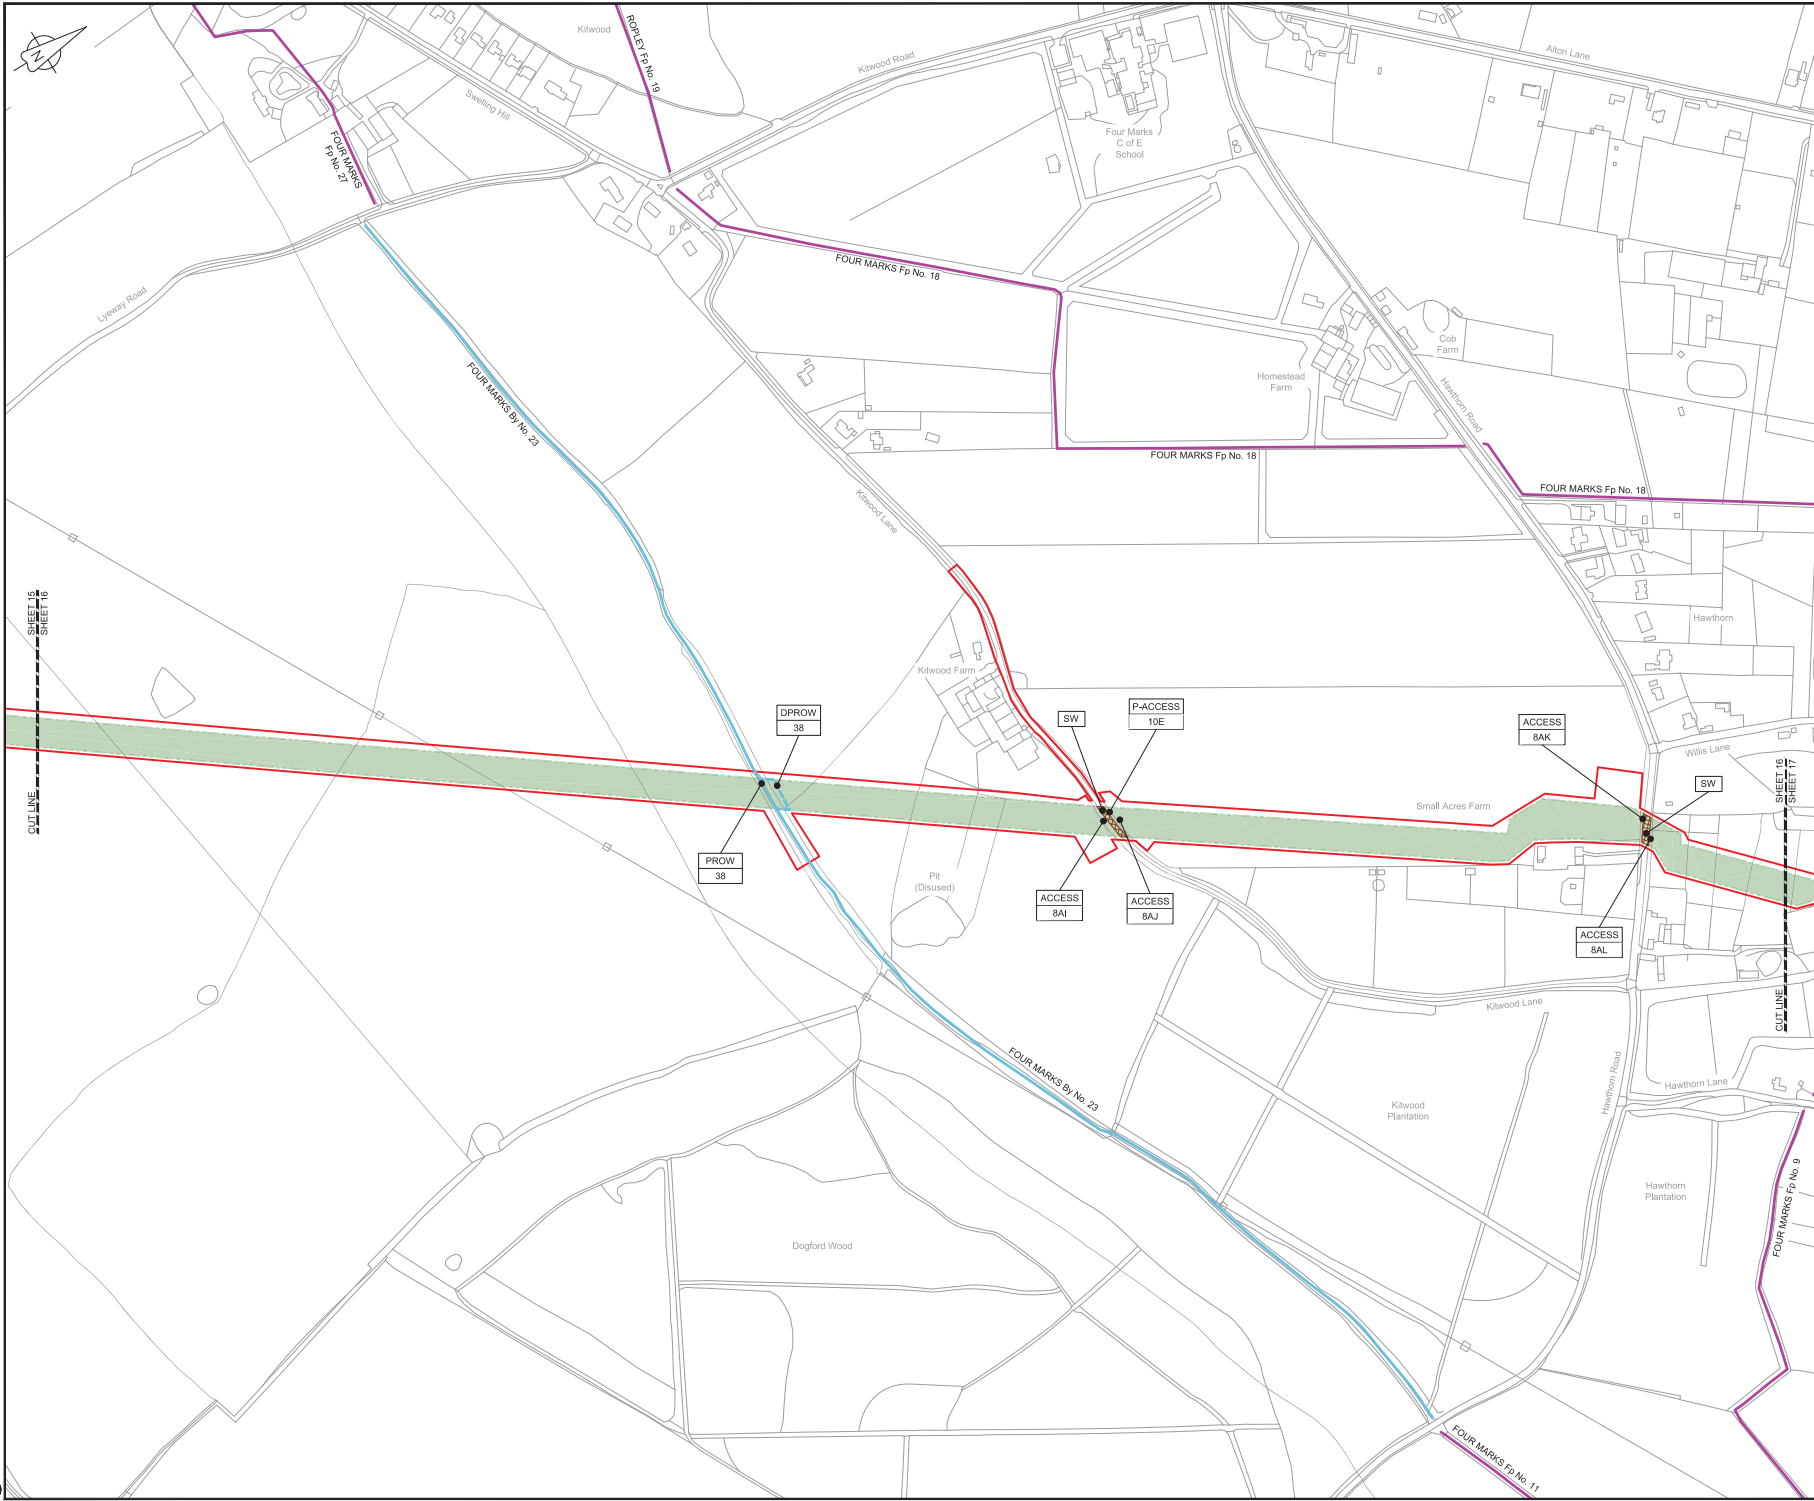 N
Kitwood
ROPLEY Fp No. 19
Kitwood Road
Alton Lane
Swelling Hill
FOUR MARKS
Fp No. 27
Four Marks
C of E
School
FOUR MARKS Fp No. 18
Lyeway Road
Cob
Farm
Homestead
Farm
Hawthorn Road
FOUR MARKS By No. 23
FOUR MARKS Fp No. 18
FOUR MARKS Fp No. 18
Kitwood Lane
SHEET 15
SHEET 16
CUT LINE
Hawthorn
Kitwood Farm
DPROW
38
SW
P-ACCESS
10E
ACCESS
8AK
Willis Lane
SW
SHEET 16
SHEET 17
CUT LINE
Small Acres Farm
PROW
38
Pit
(Disused)
ACCESS
8AI
ACCESS
8AJ
ACCESS
8AL
Kitwood Lane
FOUR MARKS By No. 23
Hawthorn Road
Hawthorn Lane
Kitwood
Plantation
Hawthorn
Plantation
FOUR MARKS Fp No. 9
Dogford Wood
FOUR MARKS Fp No. 11